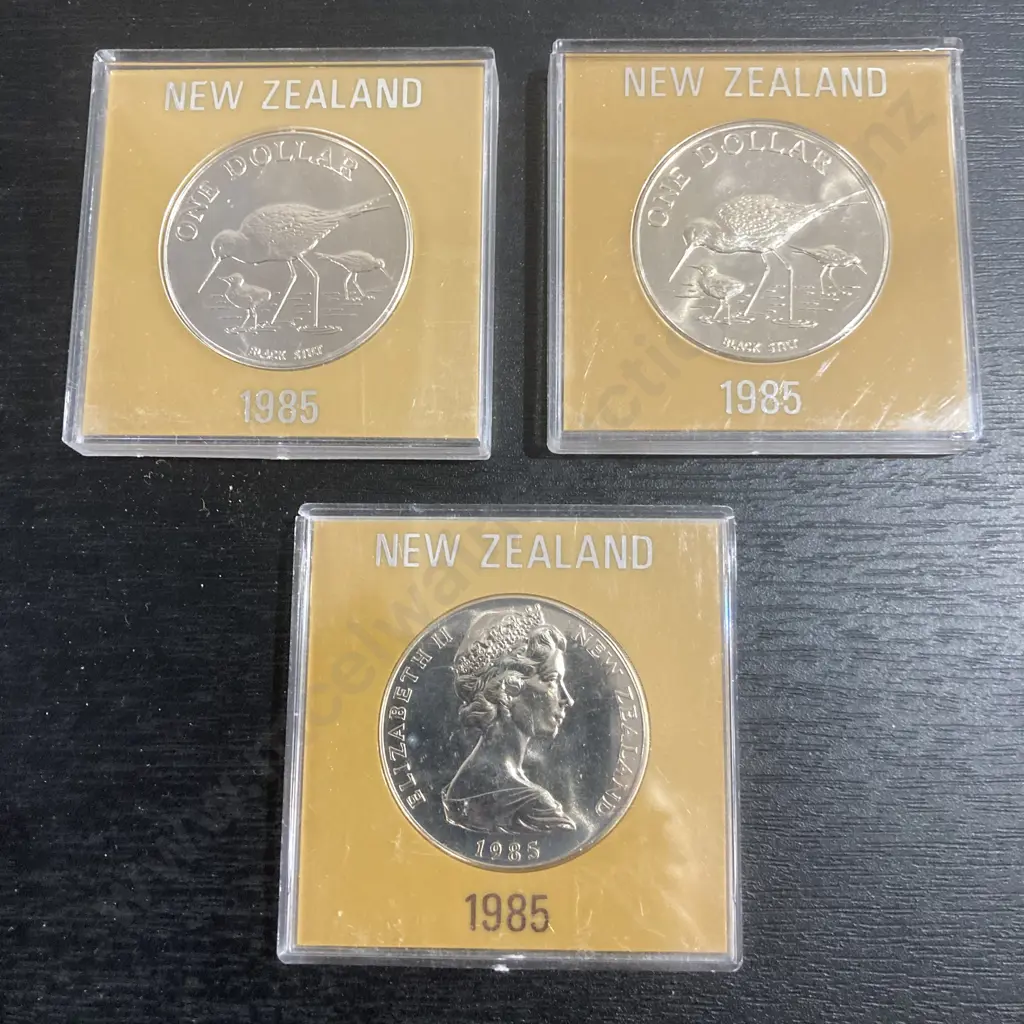 NEW ZEALAND
ONE DOLLAR
BLACK STILT
1985
NEW ZEALAND
ONE DOLLAR
BLACK STILT
1985
NEW ZEALAND
ELIZABETH II NEW ZEALAND
1985
1985